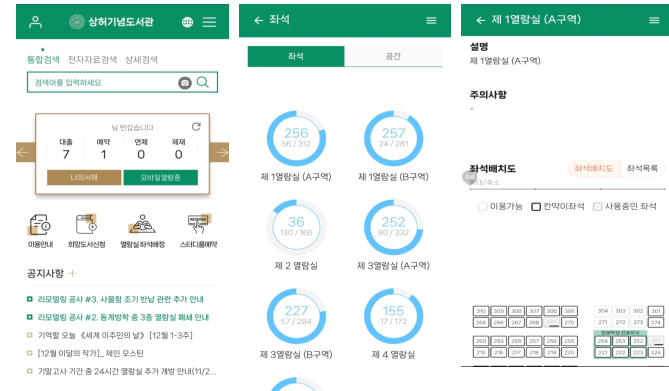 상허기념도서관
통합검색 전자자료검색 상세검색
검색어를 입력하세요
님 반갑습니다.
대출 예약 연체 제재
7 1 0 0
나의서재 모바일열람증
이용안내 희망도서신청 열람실 좌석배정 스터디룸예약
공지사항 +
리모델링 공사 #3. 사물함 조기 반납 관련 추가 안내
리모델링 공사 #2. 동계방학 중 3층 열람실 폐쇄 안내
기억할 오늘 《세계 이주민의 날》 [12월 1-3주]
[12월 이달의 작가]_ 제인 오스틴
기말고사 기간 중 24시간 열람실 추가 개방 안내(11/2...
← 좌석
좌석 공간
256
56 / 312
제 1열람실 (A구역)
257
24 / 281
제 1열람실 (B구역)
36
130 / 166
제 2 열람실
252
80 / 332
제 3열람실 (A구역)
227
57 / 284
제 3열람실 (B구역)
155
17 / 172
제 4 열람실
← 제 1열람실 (A구역)
설명
제 1열람실 (A구역)
주의사항
-
좌석배치도 좌석배치도 좌석목록
이용가능 칸막이좌석 사용중인 좌석
310 309 308 307 306 305 304 303 302 301
265 266 267 268 270 271 272 273 274
260 259 258 257 256 255 254 253 252
215 216 217 218 219 220 221 222 223 224